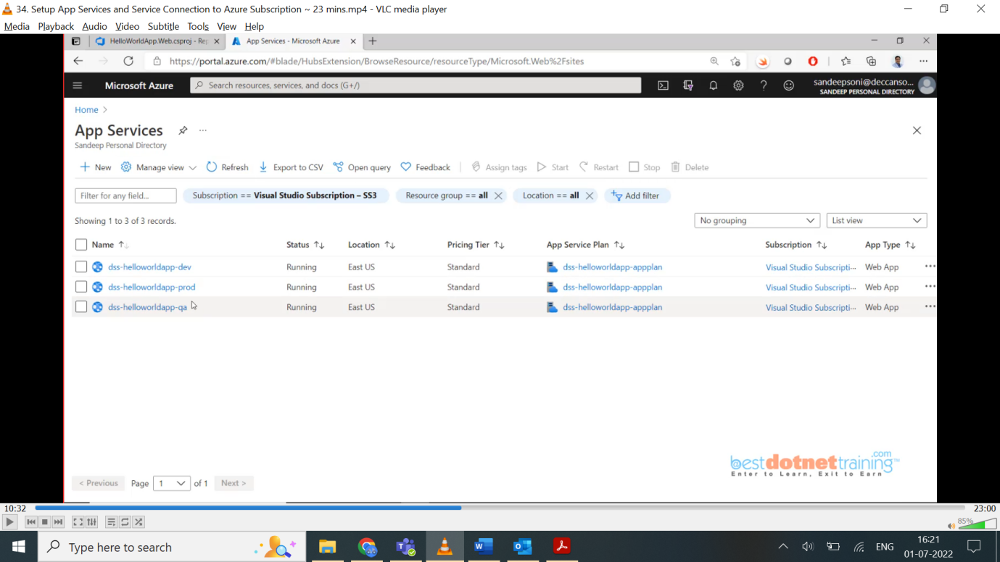 34. Setup App Services and Service Connection to Azure Subscription ~ 23 mins.mp4 - VLC media player
Media Playback Audio Video Subtitle Tools View Help
HelloWorldApp.Web.csproj - Rep
App Services - Microsoft Azure
https://portal.azure.com/#blade/HubsExtension/BrowseResource/resourceType/Microsoft.Web%2Fsites
Microsoft Azure
Search resources, services, and docs (G+/)
sandeepsoni@deccanso...
SANDEEP PERSONAL DIRECTORY
Home >
App Services
Sandeep Personal Directory
+ New Manage view Refresh Export to CSV Open query Feedback Assign tags Start Restart Stop Delete
Filter for any field... Subscription == Visual Studio Subscription – SS3 Resource group == all Location == all Add filter
Showing 1 to 3 of 3 records. No grouping List view
Name Status Location Pricing Tier App Service Plan Subscription App Type
dss-helloworldapp-dev Running East US Standard dss-helloworldapp-appplan Visual Studio Subscripti... Web App
dss-helloworldapp-prod Running East US Standard dss-helloworldapp-appplan Visual Studio Subscripti... Web App
dss-helloworldapp-qa Running East US Standard dss-helloworldapp-appplan Visual Studio Subscripti... Web App
bestdotnettraining.com™
Enter to Learn, Exit to Earn
< Previous Page 1 of 1 Next >
10:32 23:00
85%
Type here to search
ENG
16:21
01-07-2022